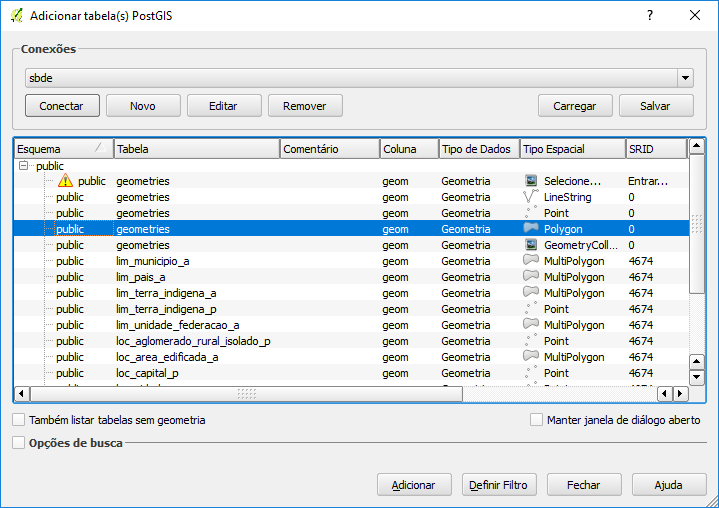 Adicionar tabela(s) PostGIS
Conexões
sbde
Conectar Novo Editar Remover Carregar Salvar
Esquema Tabela Comentário Coluna Tipo de Dados Tipo Espacial SRID
public
public geometries geom Geometria Selecione... Entrar...
public geometries geom Geometria LineString 0
public geometries geom Geometria Point 0
public geometries geom Geometria Polygon 0
public geometries geom Geometria GeometryColl... 0
public lim_municipio_a geom Geometria MultiPolygon 4674
public lim_pais_a geom Geometria MultiPolygon 4674
public lim_terra_indigena_a geom Geometria MultiPolygon 4674
public lim_terra_indigena_p geom Geometria Point 4674
public lim_unidade_federacao_a geom Geometria MultiPolygon 4674
public loc_aglomerado_rural_isolado_p geom Geometria Point 4674
public loc_area_edificada_a geom Geometria MultiPolygon 4674
public loc_capital_p geom Geometria Point 4674
public geom Geometria Point 4674
Também listar tabelas sem geometria Manter janela de diálogo aberto
Opções de busca
Adicionar Definir Filtro Fechar Ajuda